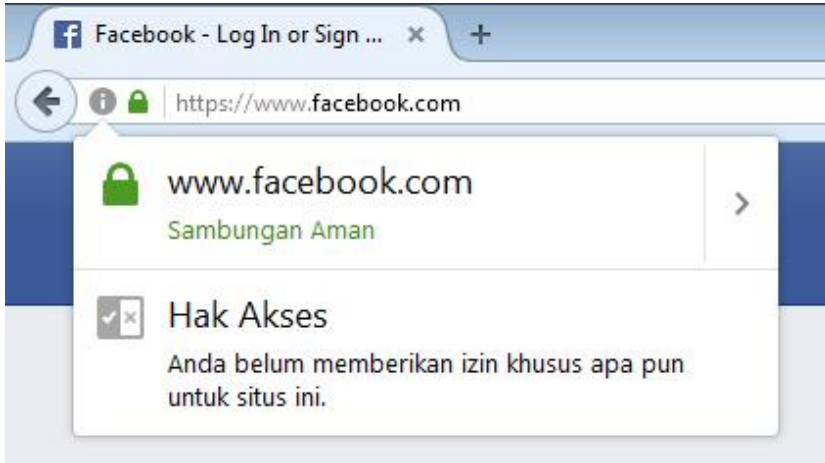 Facebook - Log In or Sign ...
https://www.facebook.com
www.facebook.com
Sambungan Aman
Hak Akses
Anda belum memberikan izin khusus apa pun
untuk situs ini.